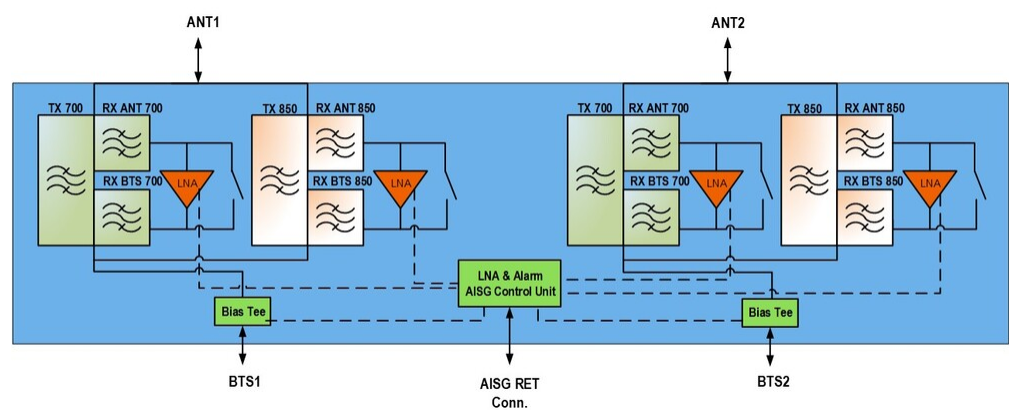 ANT1
ANT2
TX 700
RX ANT 700
TX 850
RX ANT 850
TX 700
RX ANT 700
TX 850
RX ANT 850
RX BTS 700
LNA
RX BTS 850
LNA
RX BTS 700
LNA
RX BTS 850
LNA
LNA & Alarm
AISG Control Unit
Bias Tee
Bias Tee
BTS1
AISG RET
Conn.
BTS2